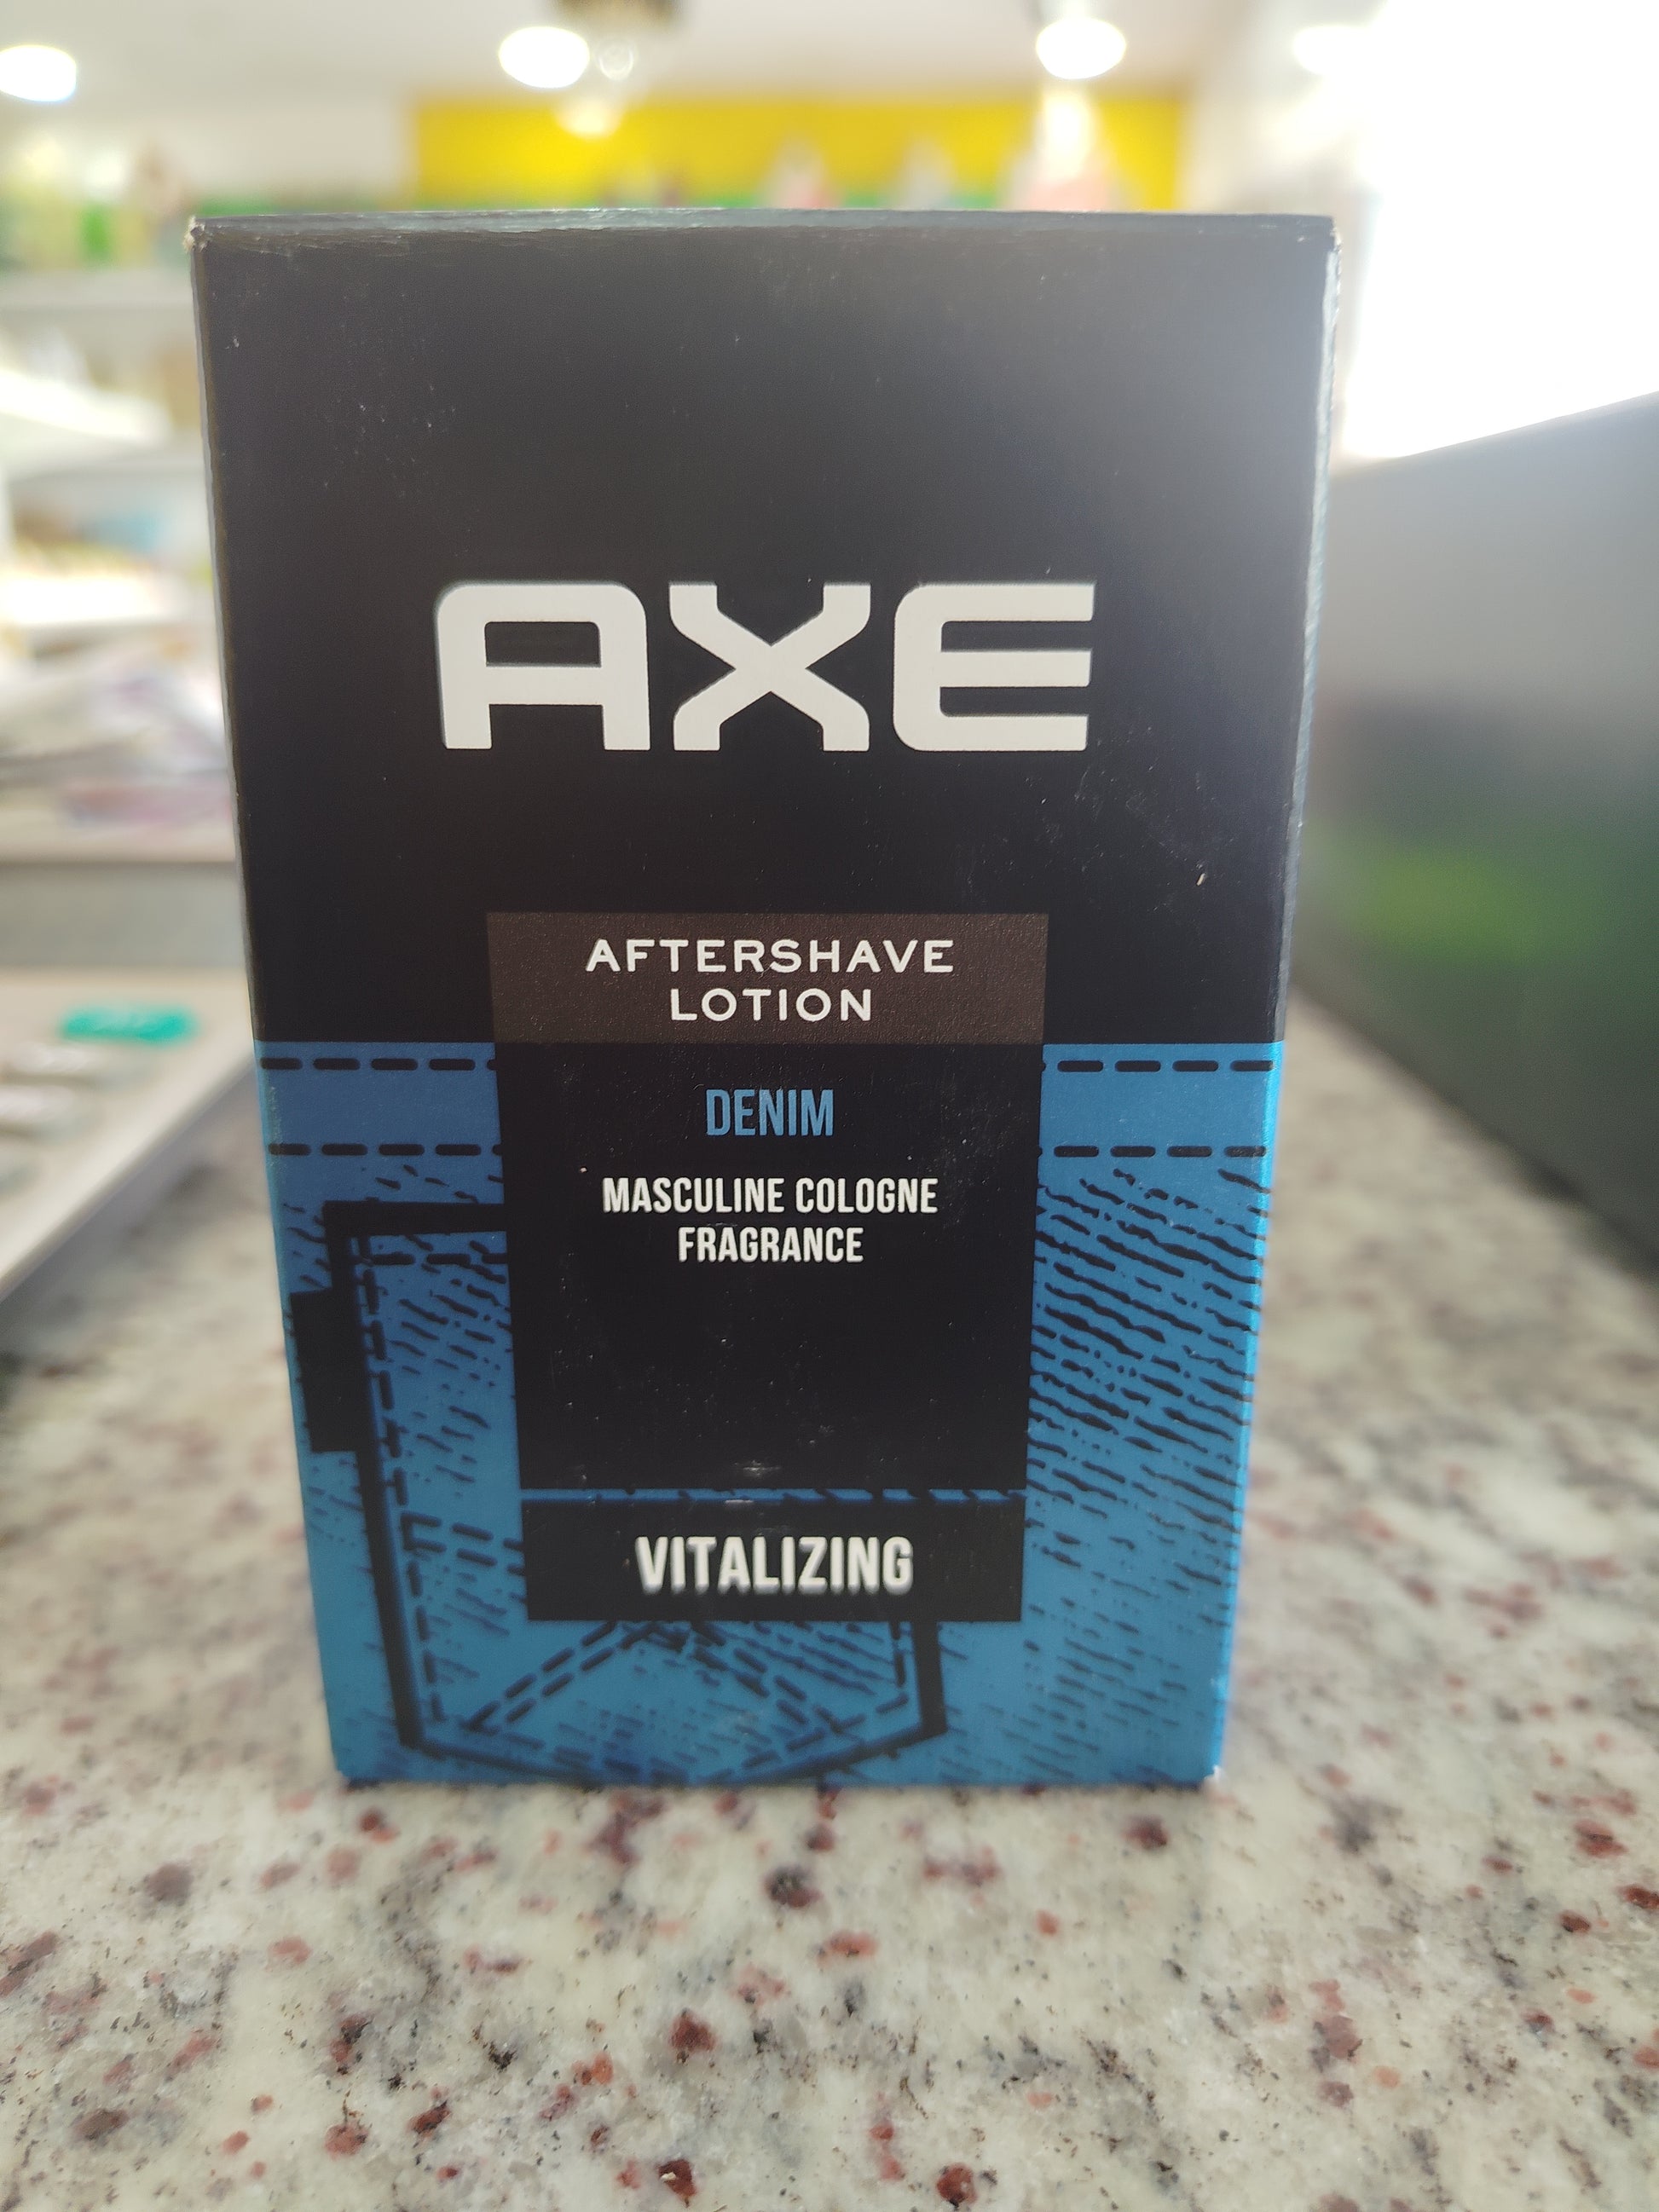 AXE
AFTERSHAVE
LOTION
DENIM
MASCULINE COLOGNE
FRAGRANCE
VITALIZING